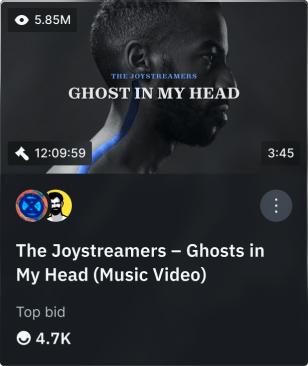 5.85M
THE JOYSTREAMERS
GHOST IN MY HEAD
12:09:59
3:45
The Joystreamers – Ghosts in
My Head (Music Video)
Top bid
4.7K